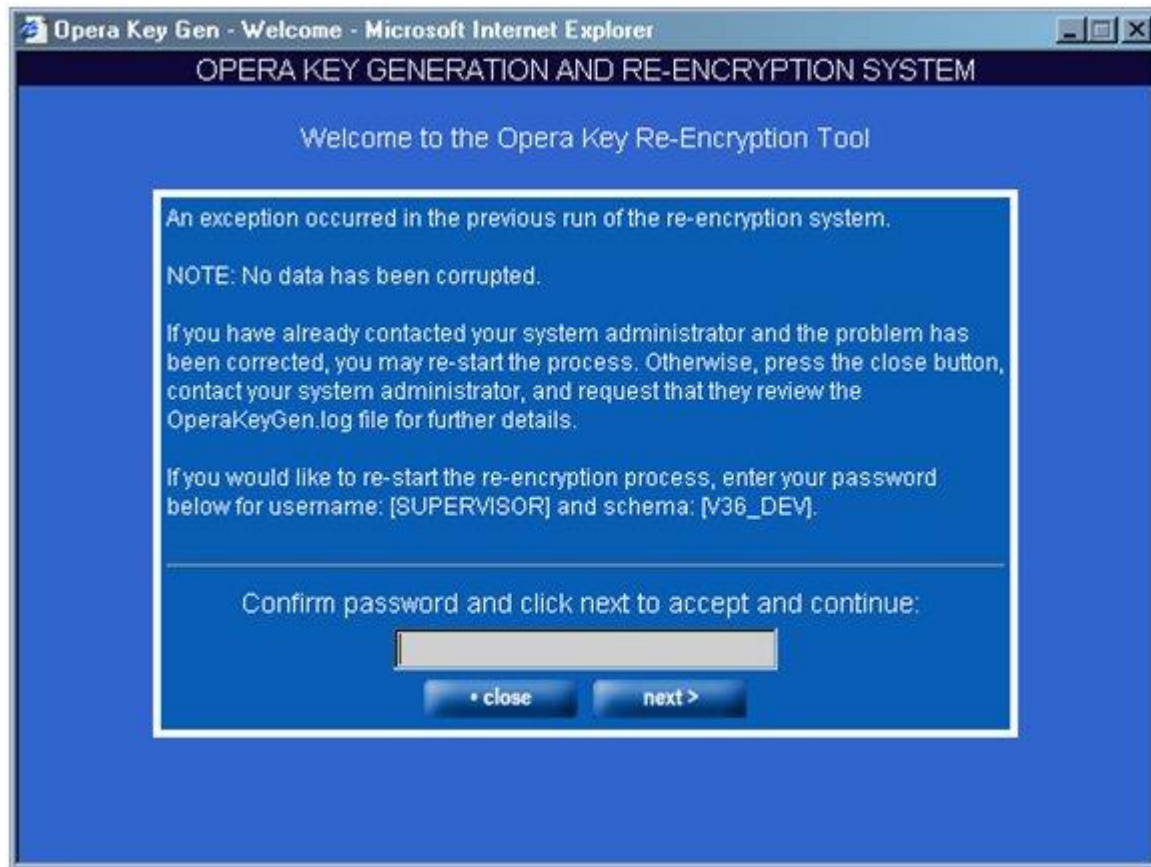 Opera Key Gen - Welcome - Microsoft Internet Explorer
OPERA KEY GENERATION AND RE-ENCRYPTION SYSTEM
Welcome to the Opera Key Re-Encryption Tool
An exception occurred in the previous run of the re-encryption system.
NOTE: No data has been corrupted.
If you have already contacted your system administrator and the problem has
been corrected, you may re-start the process. Otherwise, press the close button,
contact your system administrator, and request that they review the
OperaKeyGen.log file for further details.
If you would like to re-start the re-encryption process, enter your password
below for username: [SUPERVISOR] and schema: [V36_DEV].
Confirm password and click next to accept and continue:
• close
next >